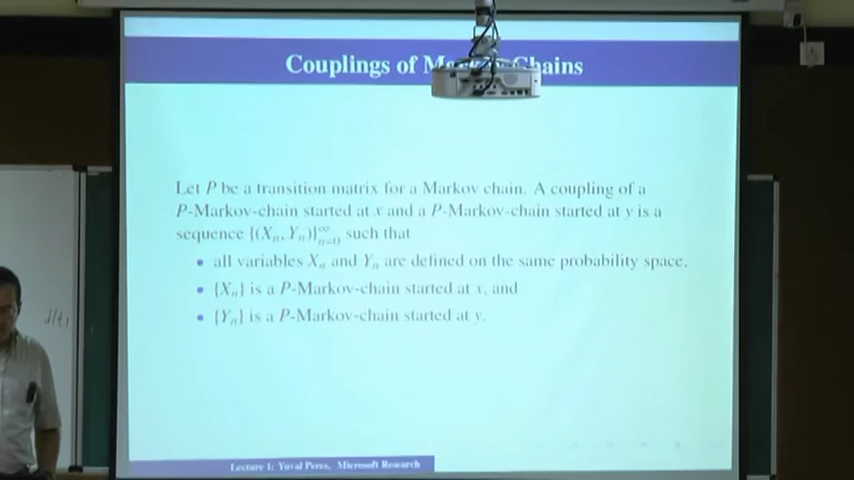 Couplings of Markov Chains
Let P be a transition matrix for a Markov chain. A coupling of a
P-Markov-chain started at x and a P-Markov-chain started at y is a
sequence {(Xₙ, Yₙ)}ₙ₌₀^∞ such that
• all variables Xₙ and Yₙ are defined on the same probability space,
• {Xₙ} is a P-Markov-chain started at x, and
• {Yₙ} is a P-Markov-chain started at y.
Lecture 1: Yuval Peres, Microsoft Research